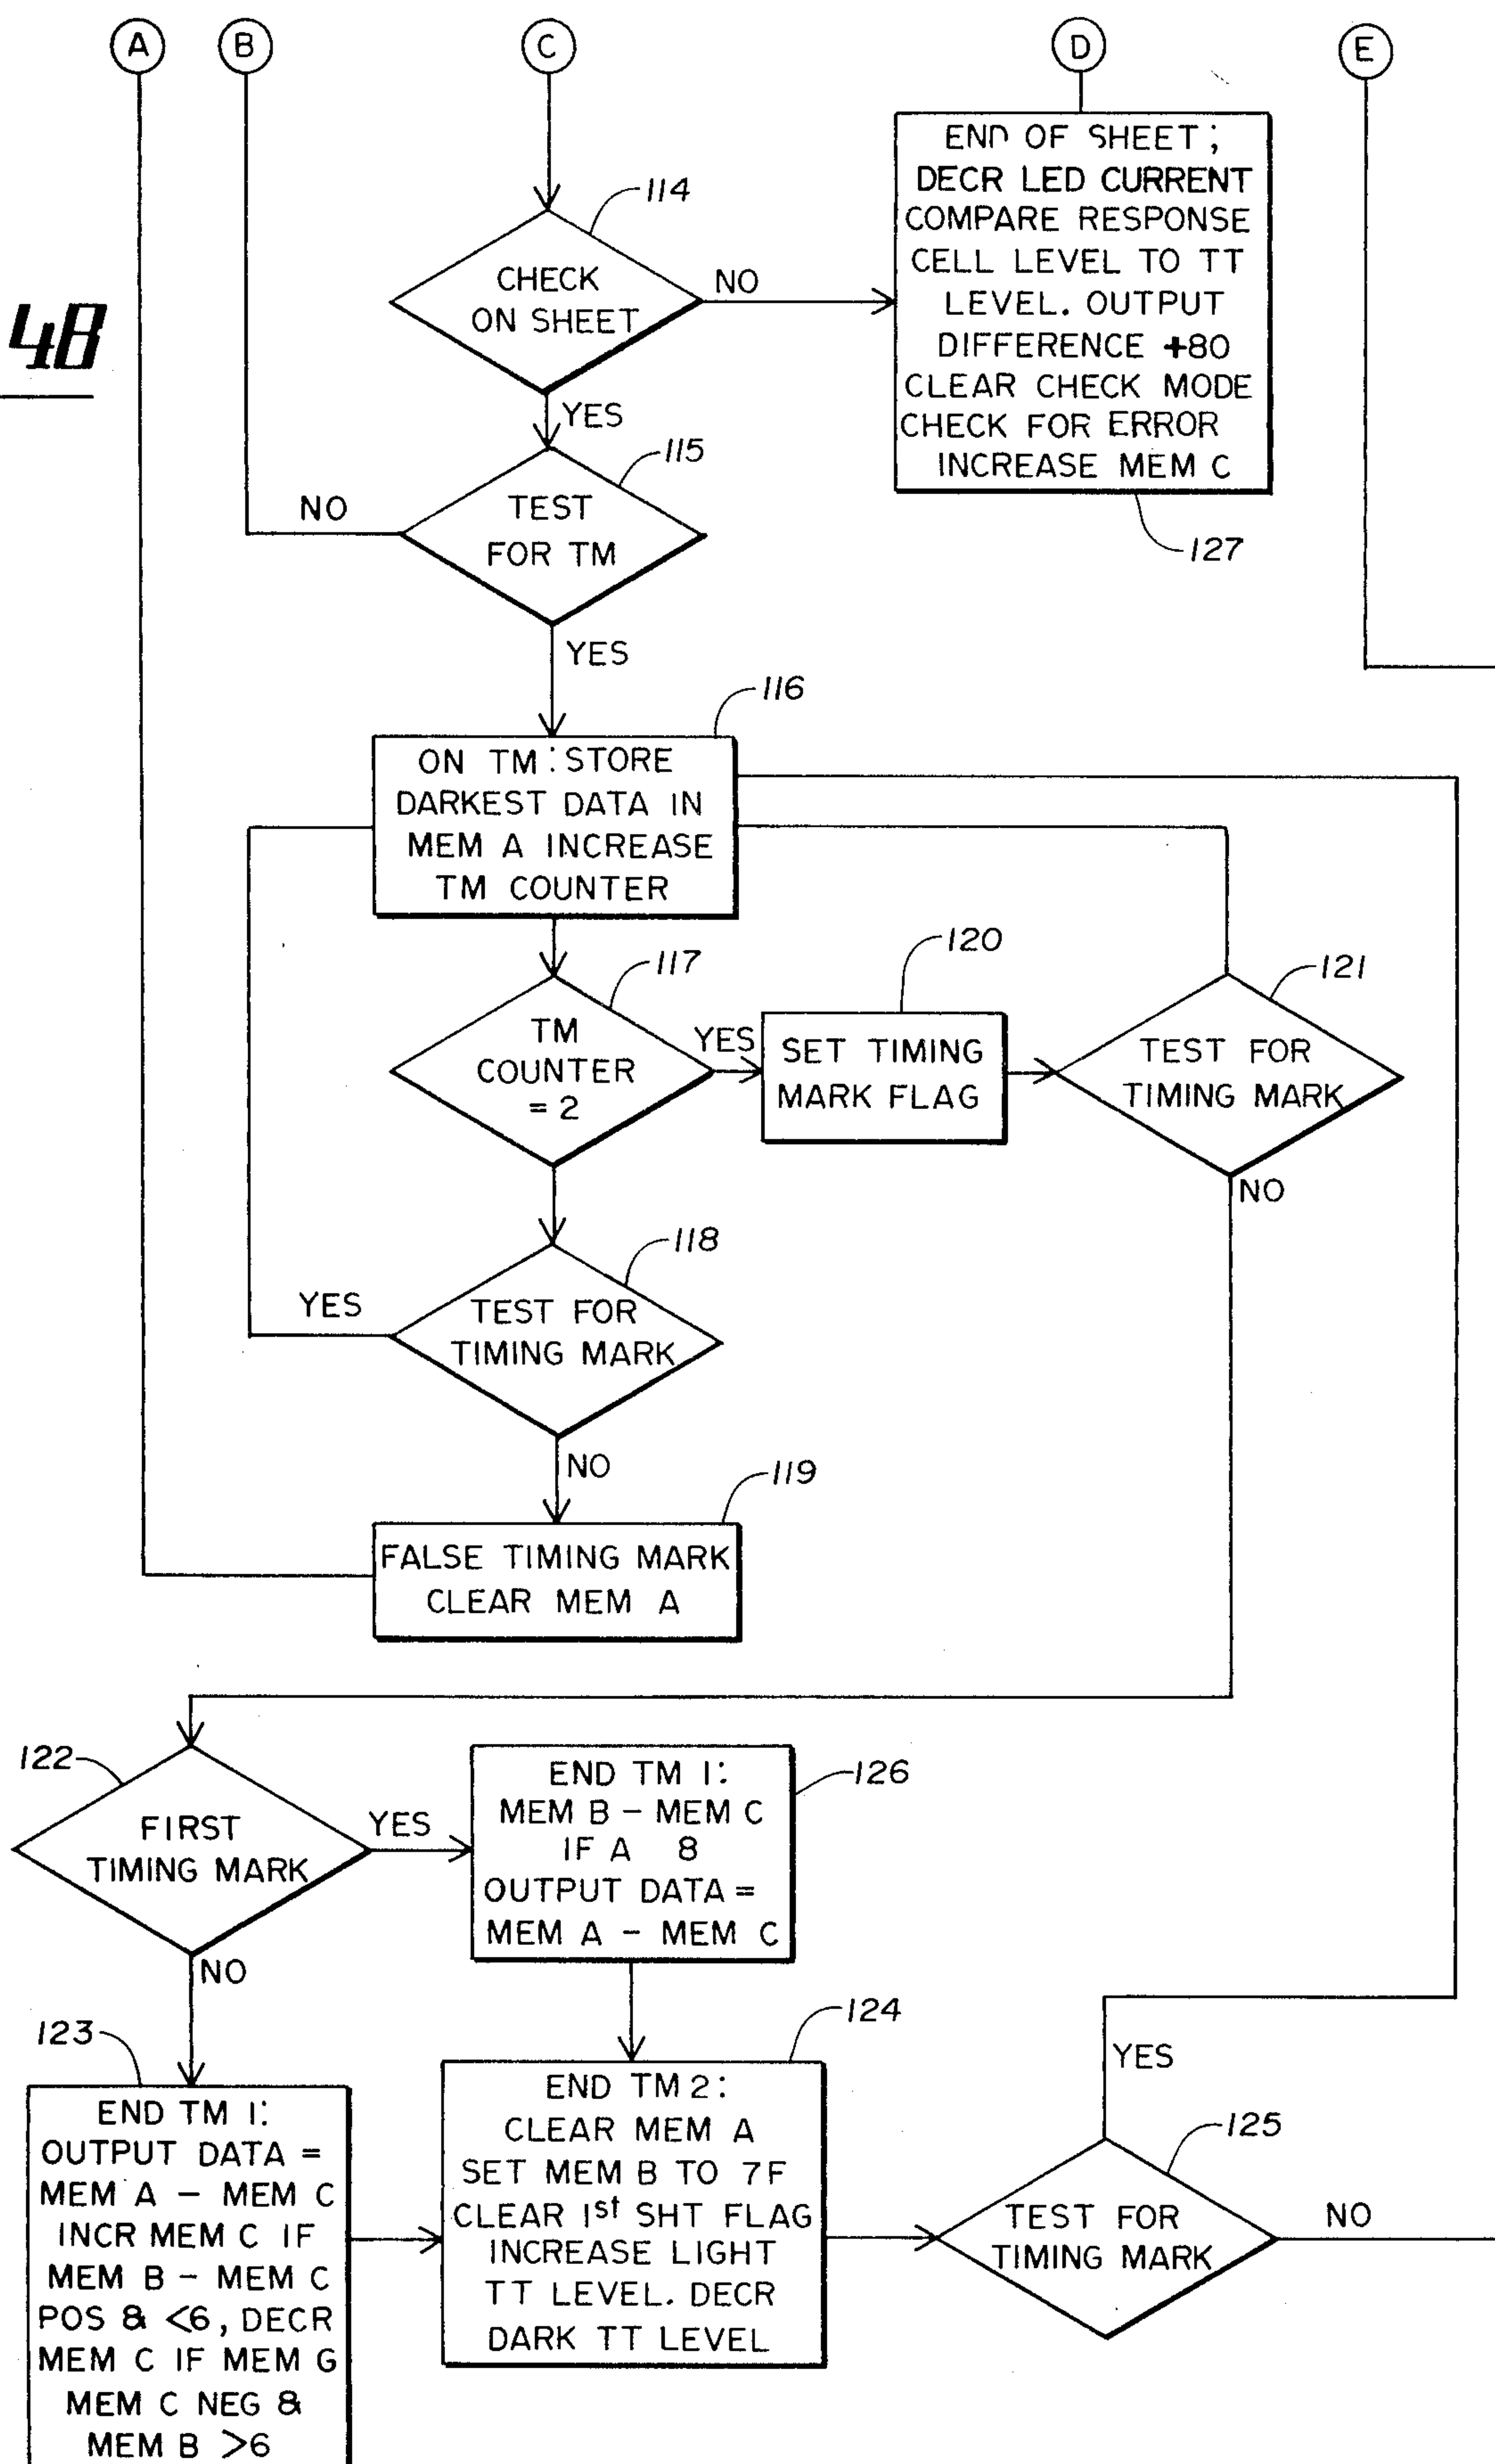 A
B
C
D
E
4B
END OF SHEET;
DECR LED CURRENT
COMPARE RESPONSE
CELL LEVEL TO TT
LEVEL. OUTPUT
DIFFERENCE +80
CLEAR CHECK MODE
CHECK FOR ERROR
INCREASE MEM C
127
114
CHECK
ON SHEET
NO
YES
115
TEST
FOR TM
NO
YES
116
ON TM: STORE
DARKEST DATA IN
MEM A INCREASE
TM COUNTER
117
TM
COUNTER
= 2
YES
120
SET TIMING
MARK FLAG
121
TEST FOR
TIMING MARK
NO
118
TEST FOR
TIMING MARK
YES
NO
119
FALSE TIMING MARK
CLEAR MEM A
122
FIRST
TIMING MARK
YES
NO
126
END TM 1:
MEM B - MEM C
IF A 8
OUTPUT DATA =
MEM A - MEM C
123
END TM 1:
OUTPUT DATA =
MEM A - MEM C
INCR MEM C IF
MEM B - MEM C
POS & <6, DECR
MEM C IF MEM G
MEM C NEG &
MEM B >6
124
END TM 2:
CLEAR MEM A
SET MEM B TO 7F
CLEAR 1st SHT FLAG
INCREASE LIGHT
TT LEVEL. DECR
DARK TT LEVEL
YES
125
TEST FOR
TIMING MARK
NO